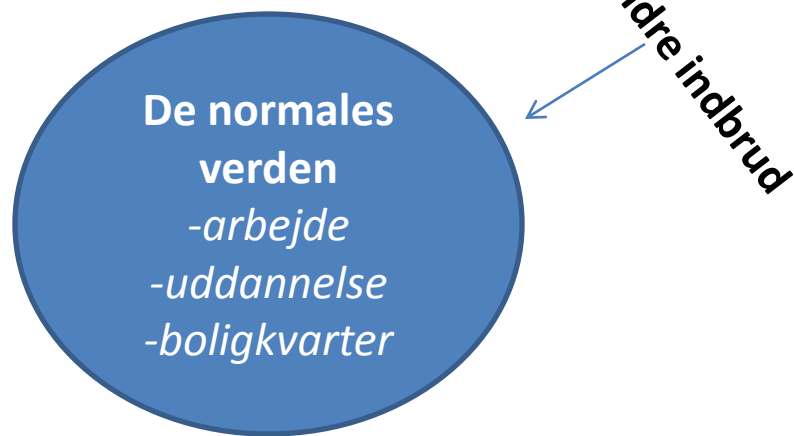 De normales
verden
-arbejde
-uddannelse
-boligkvarter
indbrud